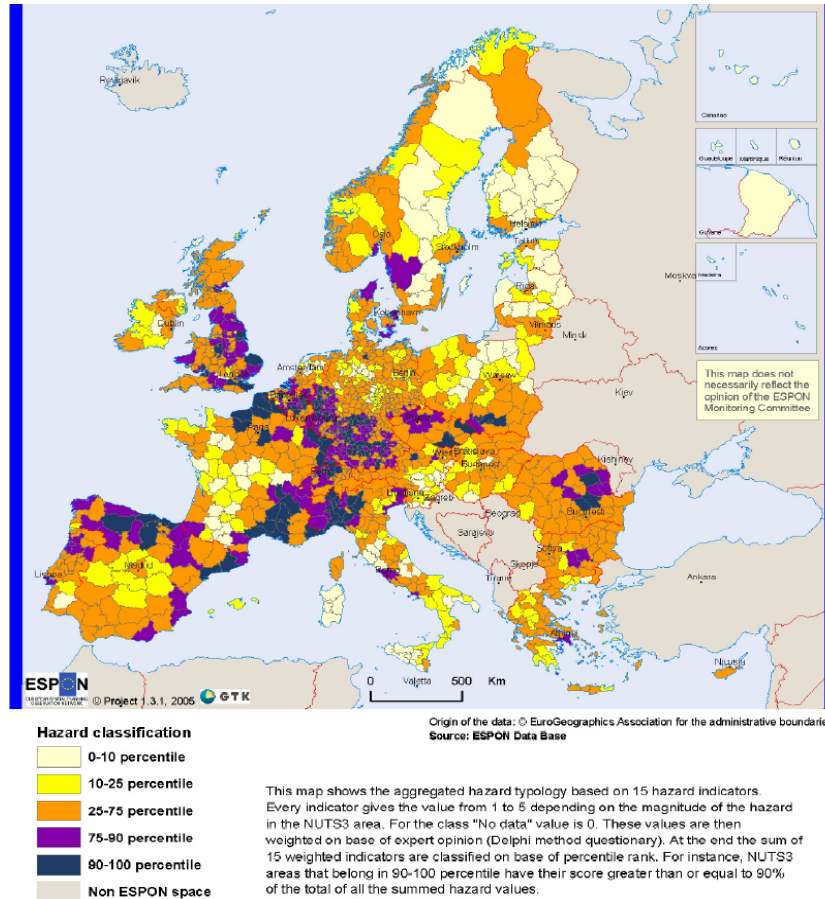 Reykjavik
Canarias
Guadeloupe
Martinique
Réunion
Guyane
Madeira
Acores
Oslo
Helsinki
Tallinn
Stockholm
Riga
Moskva
Dublin
København
Vilnius
Minsk
Amsterdam
Berlin
Warsaw
Kiev
This map does not
necessarily reflect the
opinion of the ESPON
Monitoring Committee
Paris
Bratislava
Budapest
Kishinev
Zagreb
Beograd
Bucuresti
Sarajevo
Sofiya
Skopje
Tirane
Ankara
Madrid
Lisboa
Roma
Athinai
Nicosia
Valetta
0 500 Km
ESPON
© Project 1.3.1, 2005
GTK
Origin of the data: © EuroGeographics Association for the administrative boundarie
Source: ESPON Data Base
Hazard classification
0-10 percentile
10-25 percentile
25-75 percentile
75-90 percentile
90-100 percentile
Non ESPON space
This map shows the aggregated hazard typology based on 15 hazard indicators.
Every indicator gives the value from 1 to 5 depending on the magnitude of the hazard
in the NUTS3 area. For the class "No data" value is 0. These values are then
weighted on base of expert opinion (Delphi method questionary). At the end the sum of
15 weighted indicators are classified on base of percentile rank. For instance, NUTS3
areas that belong in 90-100 percentile have their score greater than or equal to 90%
of the total of all the summed hazard values.